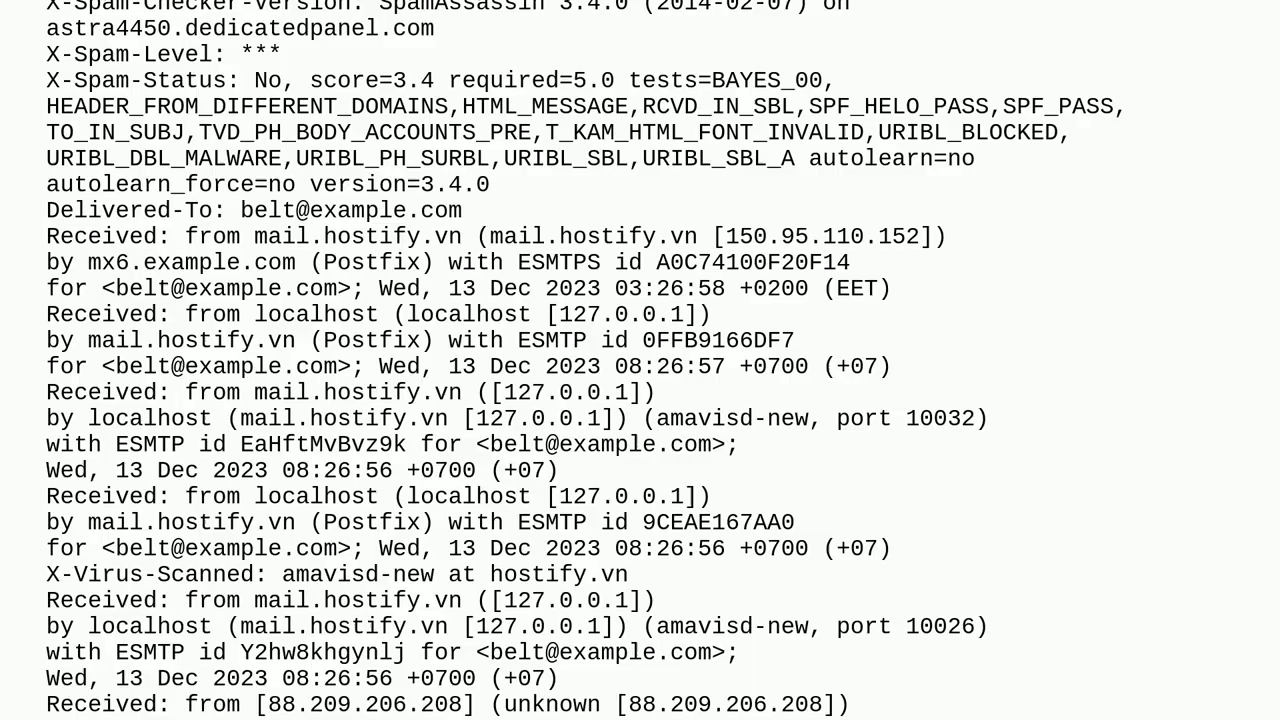 X-Spam-Checker-Version: SpamAssassin 3.4.0 (2014-02-07) on
astra4450.dedicatedpanel.com
X-Spam-Level: ***
X-Spam-Status: No, score=3.4 required=5.0 tests=BAYES_00,
HEADER_FROM_DIFFERENT_DOMAINS,HTML_MESSAGE,RCVD_IN_SBL,SPF_HELO_PASS,SPF_PASS,
TO_IN_SUBJ,TVD_PH_BODY_ACCOUNTS_PRE,T_KAM_HTML_FONT_INVALID,URIBL_BLOCKED,
URIBL_DBL_MALWARE,URIBL_PH_SURBL,URIBL_SBL,URIBL_SBL_A autolearn=no
autolearn_force=no version=3.4.0
Delivered-To: belt@example.com
Received: from mail.hostify.vn (mail.hostify.vn [150.95.110.152])
by mx6.example.com (Postfix) with ESMTPS id A0C74100F20F14
for <belt@example.com>; Wed, 13 Dec 2023 03:26:58 +0200 (EET)
Received: from localhost (localhost [127.0.0.1])
by mail.hostify.vn (Postfix) with ESMTP id 0FFB9166DF7
for <belt@example.com>; Wed, 13 Dec 2023 08:26:57 +0700 (+07)
Received: from mail.hostify.vn ([127.0.0.1])
by localhost (mail.hostify.vn [127.0.0.1]) (amavisd-new, port 10032)
with ESMTP id EaHftMvBvz9k for <belt@example.com>;
Wed, 13 Dec 2023 08:26:56 +0700 (+07)
Received: from localhost (localhost [127.0.0.1])
by mail.hostify.vn (Postfix) with ESMTP id 9CEAE167AA0
for <belt@example.com>; Wed, 13 Dec 2023 08:26:56 +0700 (+07)
X-Virus-Scanned: amavisd-new at hostify.vn
Received: from mail.hostify.vn ([127.0.0.1])
by localhost (mail.hostify.vn [127.0.0.1]) (amavisd-new, port 10026)
with ESMTP id Y2hw8khgynlj for <belt@example.com>;
Wed, 13 Dec 2023 08:26:56 +0700 (+07)
Received: from [88.209.206.208] (unknown [88.209.206.208])